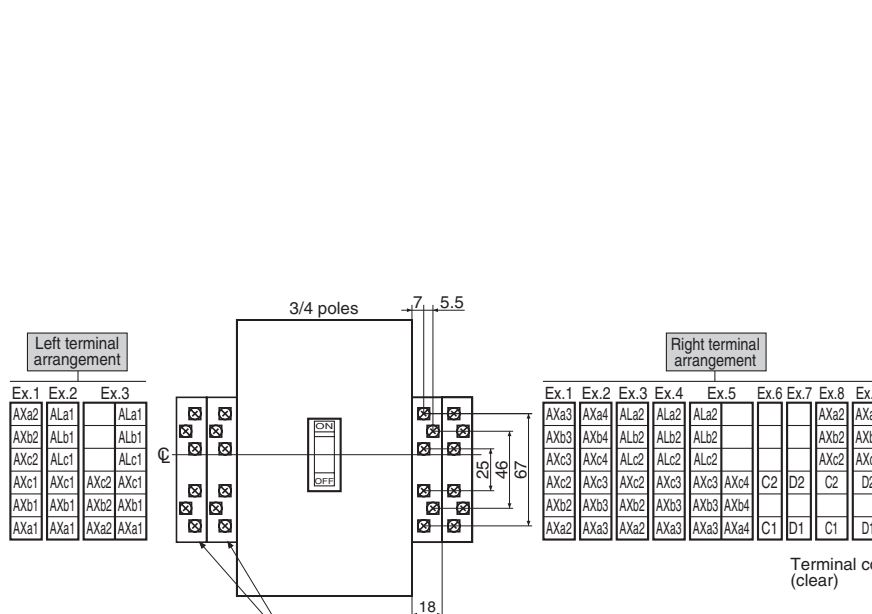 3/4 poles
7 5.5
Left terminal
arrangement
Right terminal
arrangement
Ex.1 Ex.2 Ex.3
AXa2 ALa1 ALa1
AXb2 ALb1 ALb1
AXc2 ALc1 ALc1
AXc1 AXc1 AXc2 AXc1
AXb1 AXb1 AXb2 AXb1
AXa1 AXa1 AXa2 AXa1
℄
ON
OFF
25
46
67
18
Ex.1 Ex.2 Ex.3 Ex.4 Ex.5 Ex.6 Ex.7 Ex.8
AXa3 AXa4 ALa2 ALa2 ALa2 AXa2
AXb3 AXb4 ALb2 ALb2 ALb2 AXb2
AXc3 AXc4 ALc2 ALc2 ALc2 AXc2
AXc2 AXc3 AXc2 AXc3 AXc3 AXc4 C2 D2 C2
AXb2 AXb3 AXb2 AXb3 AXb3 AXb4
AXa2 AXa3 AXa2 AXa3 AXa3 AXa4 C1 D1 C1
Terminal
(clear)